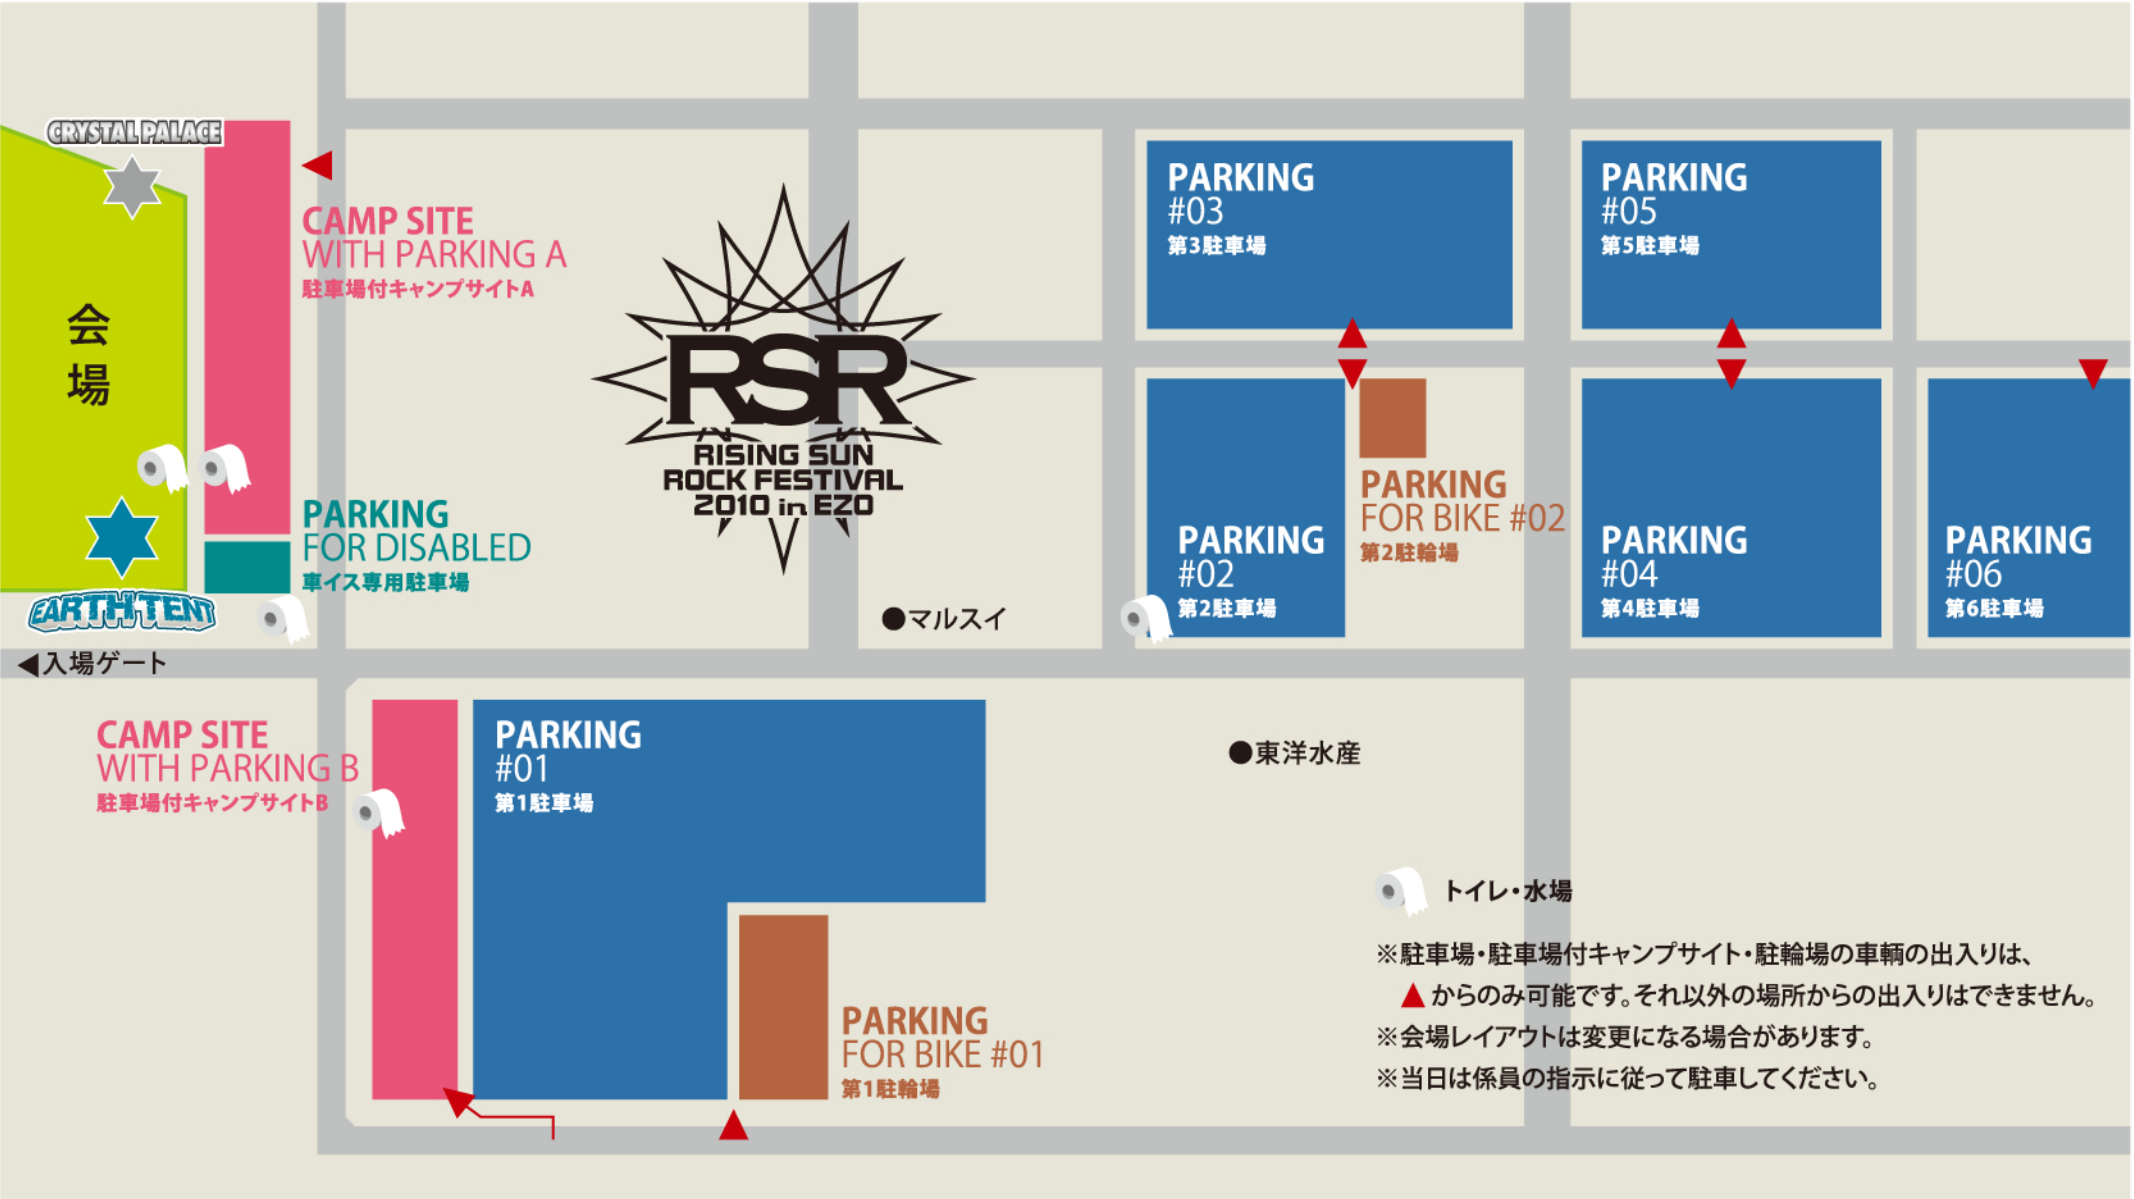 CRYSTAL PALACE
会
場
EARTH TENT
◀入場ゲート
CAMP SITE
WITH PARKING A
駐車場付キャンプサイトA
PARKING
FOR DISABLED
車イス専用駐車場
RSR
RISING SUN
ROCK FESTIVAL
2010 in EZO
●マルスイ
PARKING
#03
第3駐車場
PARKING
#05
第5駐車場
PARKING
#02
第2駐車場
PARKING
FOR BIKE #02
第2駐輪場
PARKING
#04
第4駐車場
PARKING
#06
第6駐車場
CAMP SITE
WITH PARKING B
駐車場付キャンプサイトB
PARKING
#01
第1駐車場
PARKING
FOR BIKE #01
第1駐輪場
●東洋水産
トイレ・水場
※駐車場・駐車場付キャンプサイト・駐輪場の車輌の出入りは、
▲からのみ可能です。それ以外の場所からの出入りはできません。
※会場レイアウトは変更になる場合があります。
※当日は係員の指示に従って駐車してください。